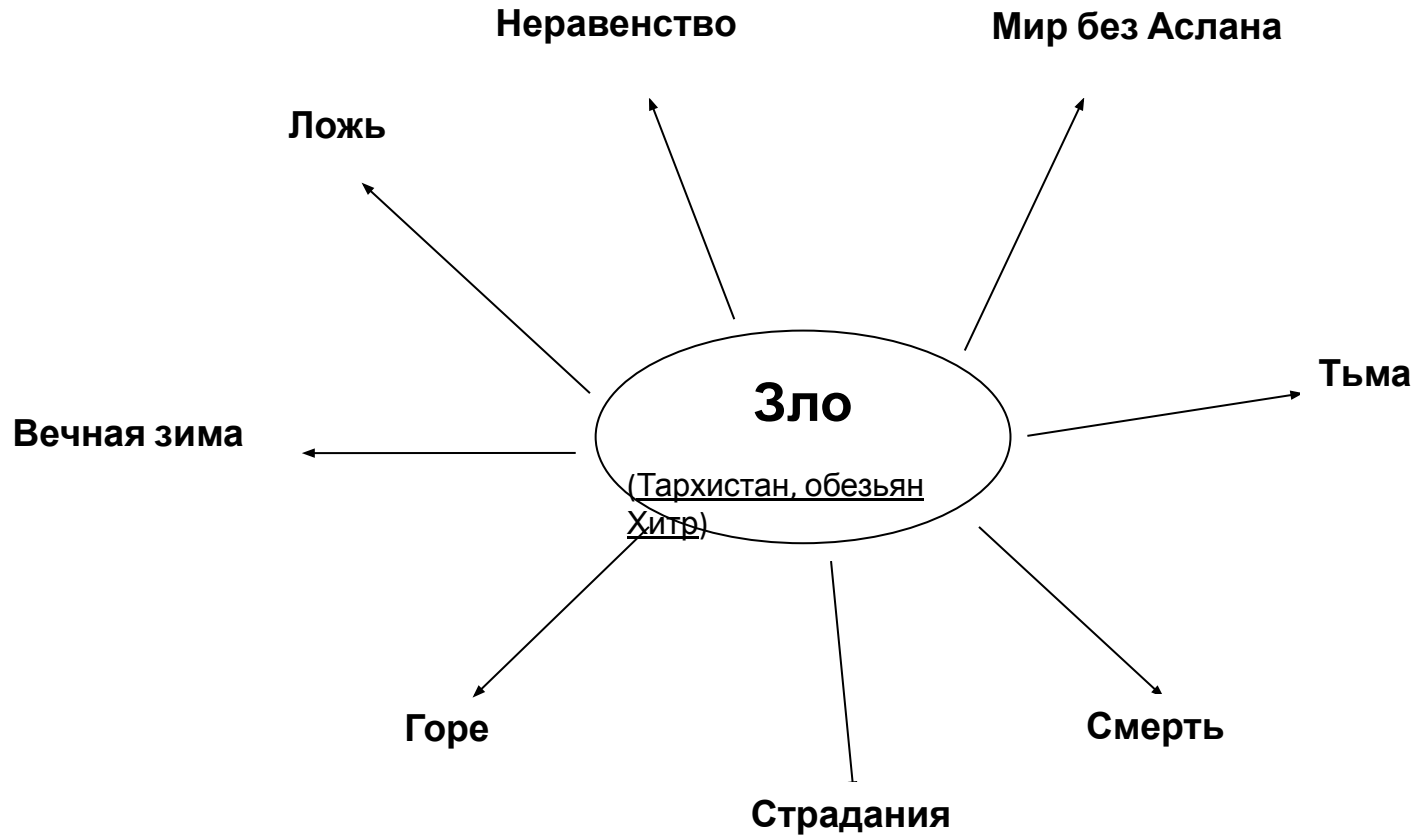 Неравенство
Мир без Аслана
Ложь
Тьма
Зло
Вечная зима
(Тархистан, обезьян
Хитр)
Горе
Смерть
Страдания